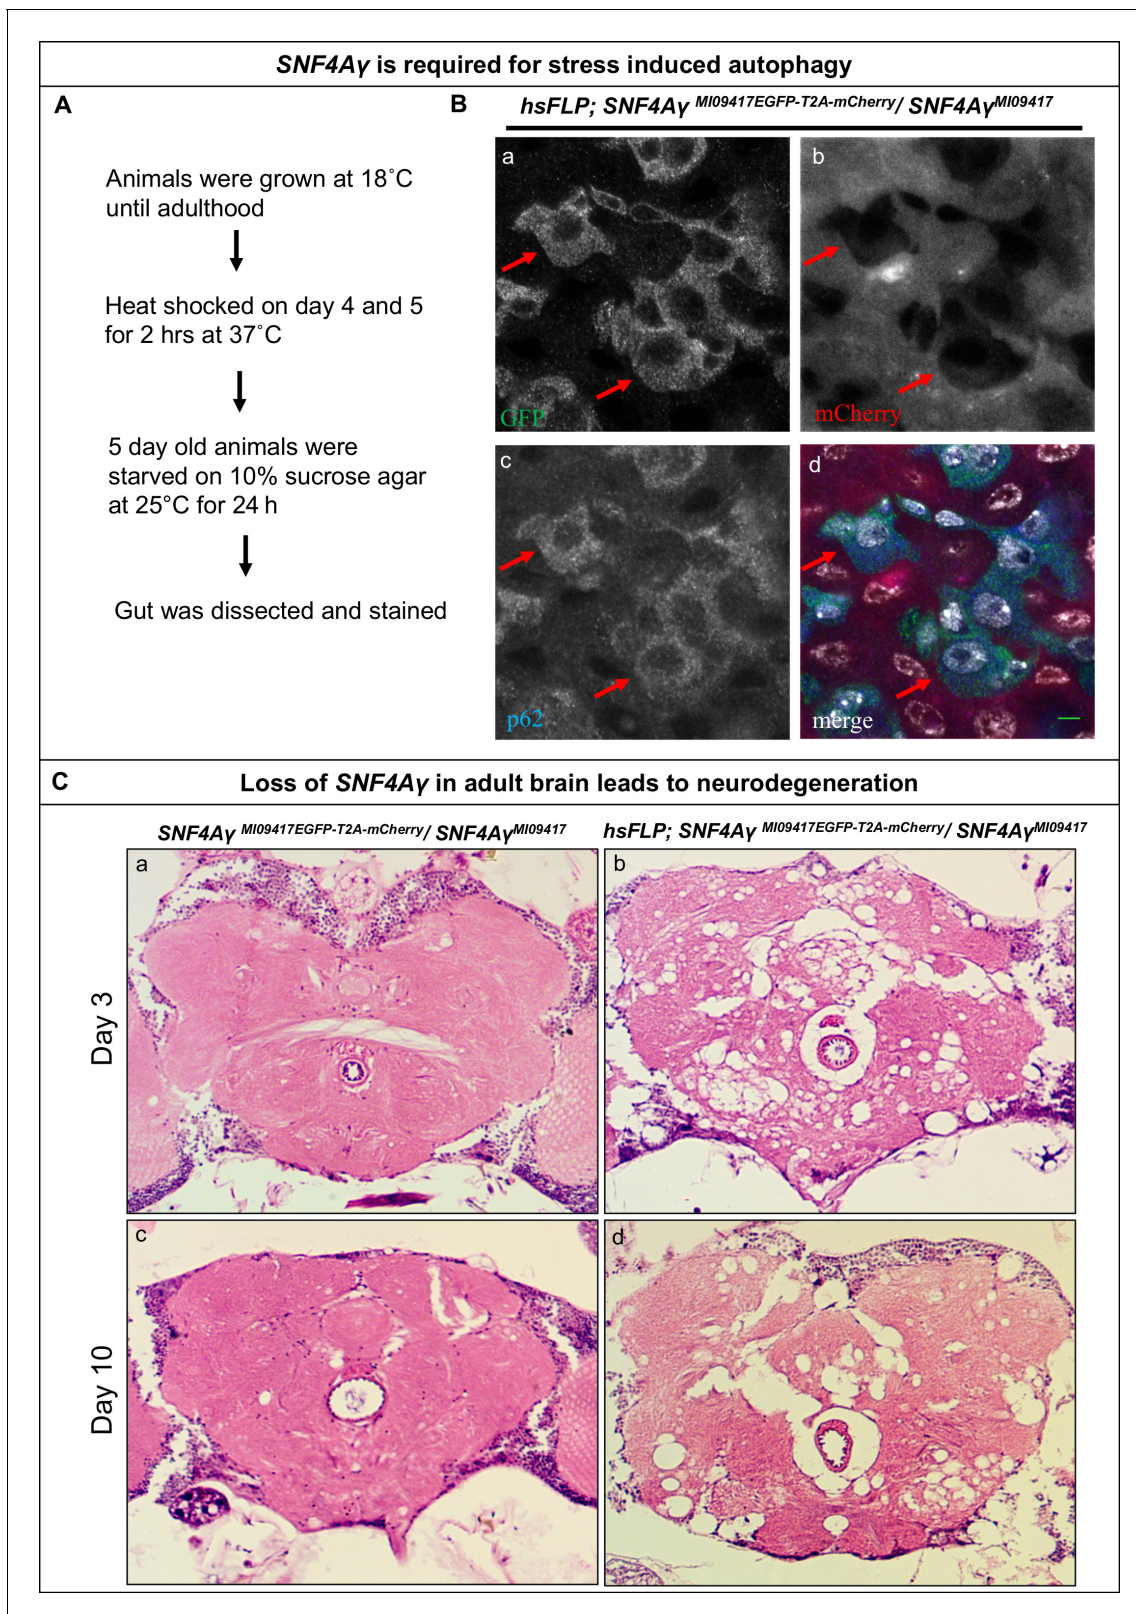 SNF4Aγ is required for stress induced autophagy
A
Animals were grown at 18˚C
until adulthood
Heat shocked on day 4 and 5
for 2 hrs at 37˚C
5 day old animals were
starved on 10% sucrose agar
at 25°C for 24 h
Gut was dissected and stained
B
hsFLP; SNF4Aγ MI09417EGFP-T2A-mCherry/ SNF4AγMI09417
a
GFP
b
mCherry
c
p62
d
merge
C
Loss of SNF4Aγ in adult brain leads to neurodegeneration
SNF4Aγ MI09417EGFP-T2A-mCherry/ SNF4AγMI09417
hsFLP; SNF4Aγ MI09417EGFP-T2A-mCherry/ SNF4AγMI09417
Day 3
a
b
Day 10
c
d